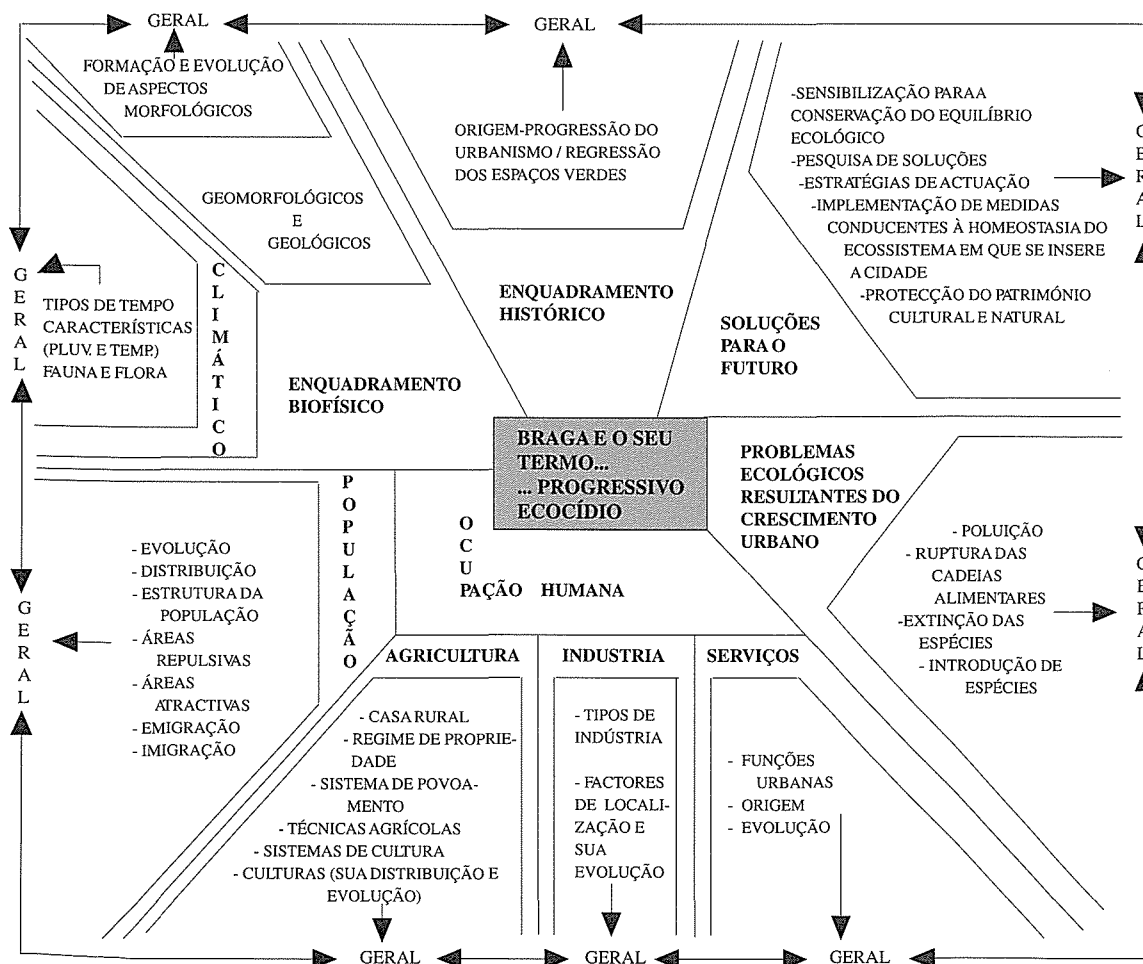 GERAL
GERAL
FORMAÇÃO E EVOLUÇÃO
DE ASPECTOS
MORFOLÓGICOS
GEOMORFOLÓGICOS
E
GEOLÓGICOS
ORIGEM-PROGRESSÃO DO
URBANISMO / REGRESSÃO
DOS ESPAÇOS VERDES
-SENSIBILIZAÇÃO PARAA
CONSERVAÇÃO DO EQUILÍBRIO
ECOLÓGICO
-PESQUISA DE SOLUÇÕES
-ESTRATÉGIAS DE ACTUAÇÃO
-IMPLEMENTAÇÃO DE MEDIDAS
CONDUCENTES À HOMEOSTASIA DO
ECOSSISTEMA EM QUE SE INSERE
A CIDADE
-PROTECÇÃO DO PATRIMÓNIO
CULTURAL E NATURAL
GERAL
GERAL
TIPOS DE TEMPO
CARACTERÍSTICAS
(PLUV. E TEMP.)
FAUNA E FLORA
CLIMÁTICO
ENQUADRAMENTO
BIOFÍSICO
ENQUADRAMENTO
HISTÓRICO
SOLUÇÕES
PARA O
FUTURO
BRAGA E O SEU
TERMO...
... PROGRESSIVO
ECOCÍDIO
PROBLEMAS
ECOLÓGICOS
RESULTANTES DO
CRESCIMENTO
URBANO
- POLUIÇÃO
- RUPTURA DAS
CADEIAS
ALIMENTARES
-EXTINÇÃO DAS
ESPÉCIES
- INTRODUÇÃO DE
ESPÉCIES
GERAL
GERAL
- EVOLUÇÃO
- DISTRIBUIÇÃO
- ESTRUTURA DA
POPULAÇÃO
- ÁREAS
REPULSIVAS
- ÁREAS
ATRACTIVAS
- EMIGRAÇÃO
- IMIGRAÇÃO
POPULAÇÃO
OCU
PAÇÃO HUMANA
AGRICULTURA
INDUSTRIA
SERVIÇOS
- CASA RURAL
- REGIME DE PROPRIE-
DADE
- SISTEMA DE POVOA-
MENTO
- TÉCNICAS AGRÍCOLAS
- SISTEMAS DE CULTURA
- CULTURAS (SUA DISTRIBUIÇÃO E
EVOLUÇÃO)
- TIPOS DE
INDÚSTRIA
- FACTORES
DE LOCALI-
ZAÇÃO E
SUA
EVOLUÇÃO
- FUNÇÕES
URBANAS
- ORIGEM
- EVOLUÇÃO
GERAL
GERAL
GERAL